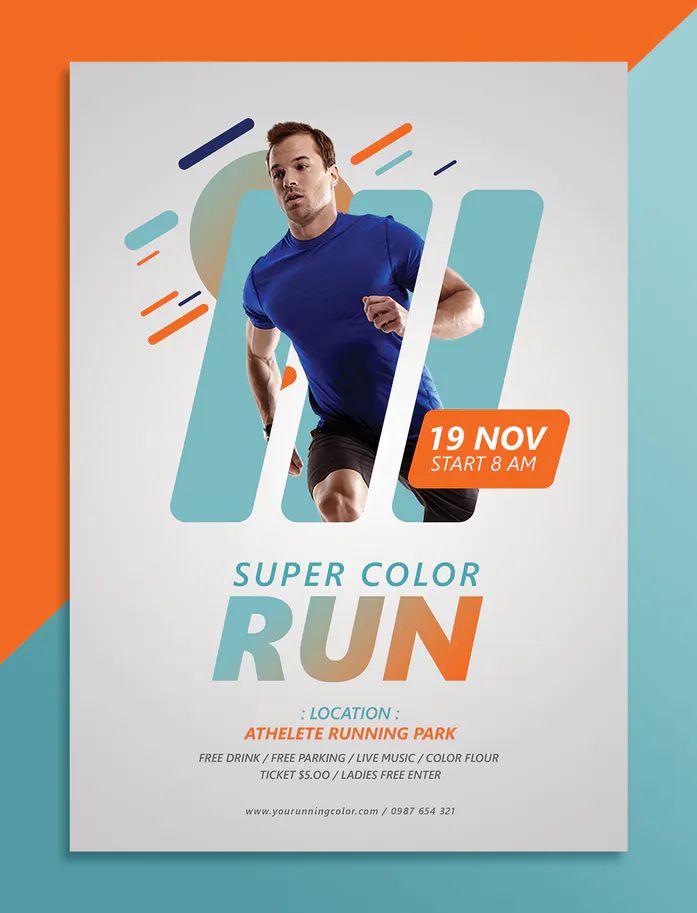 19 NOV
START 8 AM
SUPER COLOR
RUN
: LOCATION :
ATHELETE RUNNING PARK
FREE DRINK / FREE PARKING / LIVE MUSIC / COLOR FLOUR
TICKET $5.00 / LADIES FREE ENTER
www.yourunningcolor.com / 0987 654 321